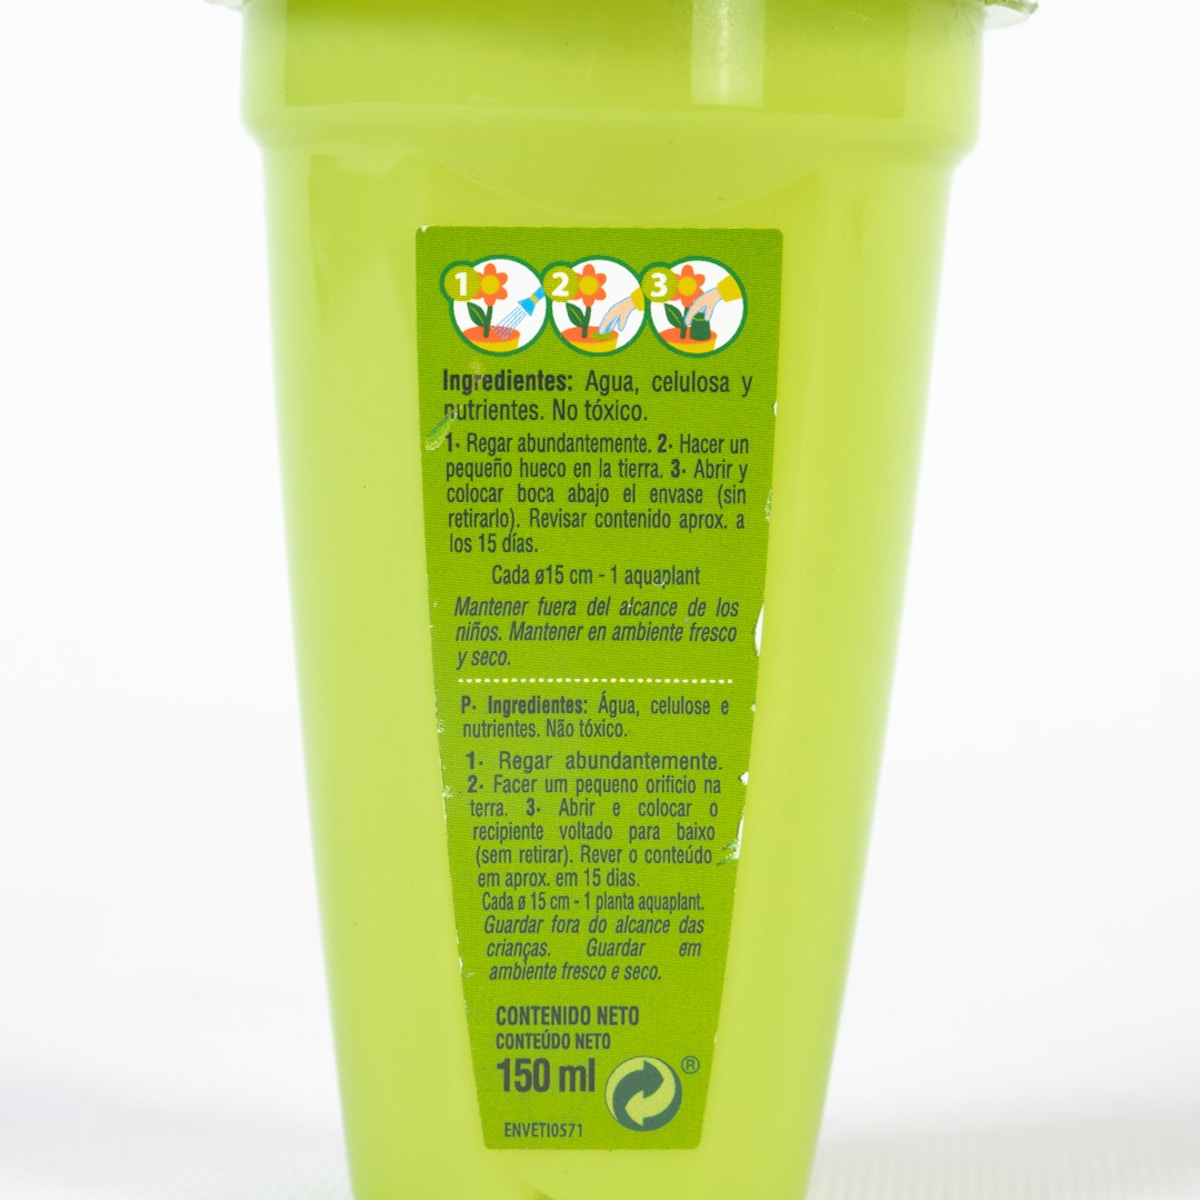 1 2 3
Ingredientes: Agua, celulosa y
nutrientes. No tóxico.
1· Regar abundantemente. 2· Hacer un
pequeño hueco en la tierra. 3· Abrir y
colocar boca abajo el envase (sin
retirarlo). Revisar contenido aprox. a
los 15 días.
Cada ø15 cm - 1 aquaplant
Mantener fuera del alcance de los
niños. Mantener en ambiente fresco
y seco.
P· Ingredientes: Água, celulose e
nutrientes. Não tóxico.
1· Regar abundantemente.
2· Facer um pequeno orificio na
terra. 3· Abrir e colocar o
recipiente voltado para baixo
(sem retirar). Rever o conteúdo
em aprox. em 15 dias.
Cada ø 15 cm - 1 planta aquaplant.
Guardar fora do alcance das
crianças. Guardar em
ambiente fresco e seco.
CONTENIDO NETO
CONTEÚDO NETO
150 ml ®
ENVETI0571